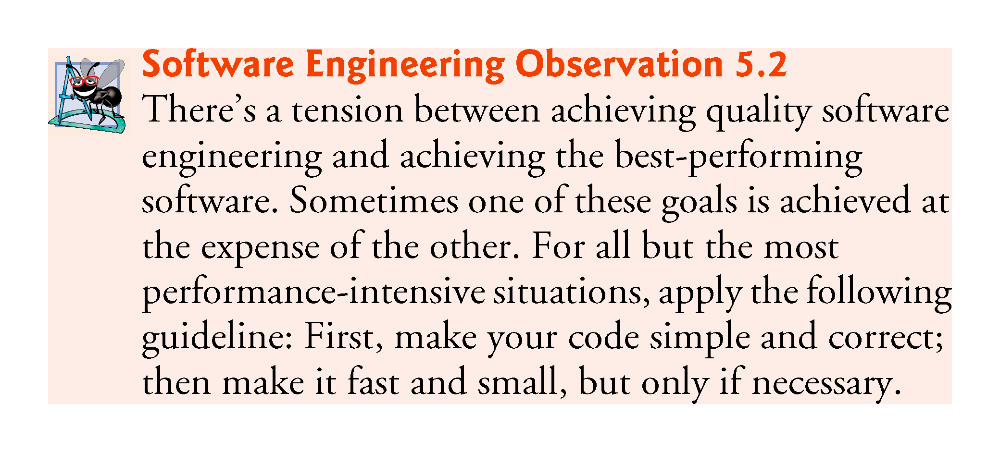 Software Engineering Observation 5.2
There’s a tension between achieving quality software
engineering and achieving the best-performing
software. Sometimes one of these goals is achieved at
the expense of the other. For all but the most
performance-intensive situations, apply the following
guideline: First, make your code simple and correct;
then make it fast and small, but only if necessary.